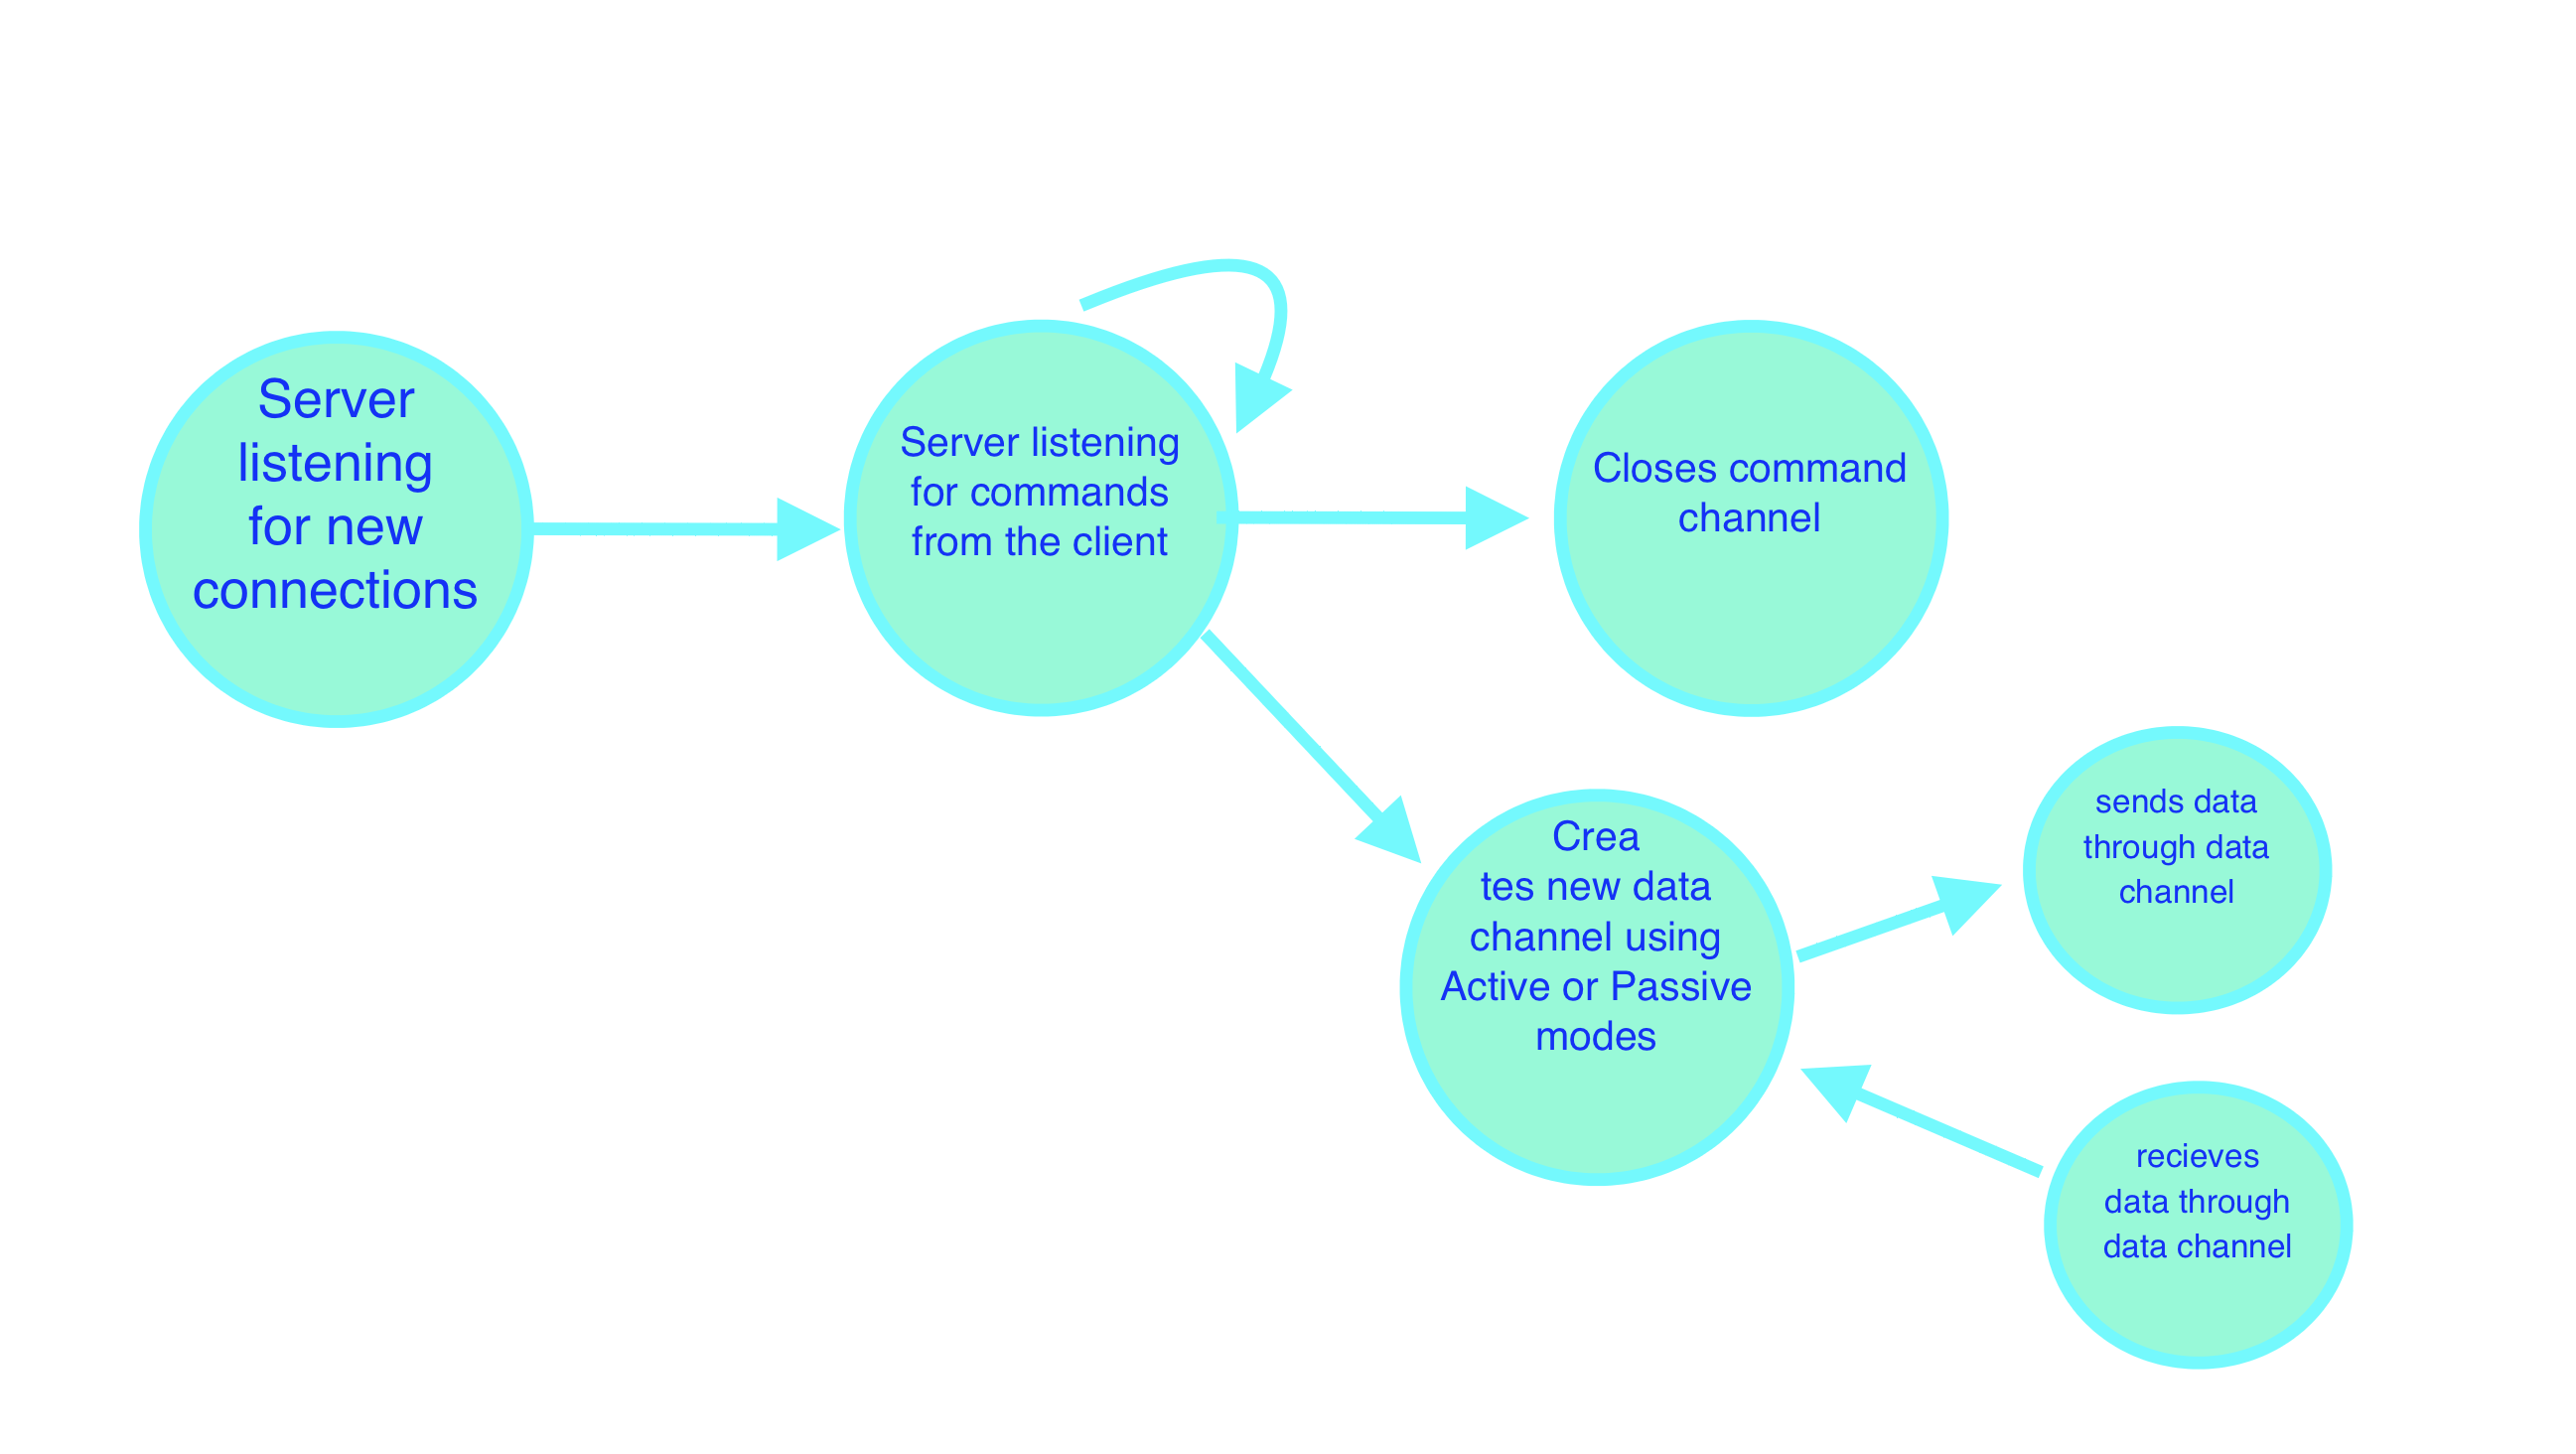 Server
listening
for new
connections
Server listening
for commands
from the client
Closes command
channel
Crea
tes new data
channel using
Active or Passive
modes
sends data
through data
channel
recieves
data through
data channel